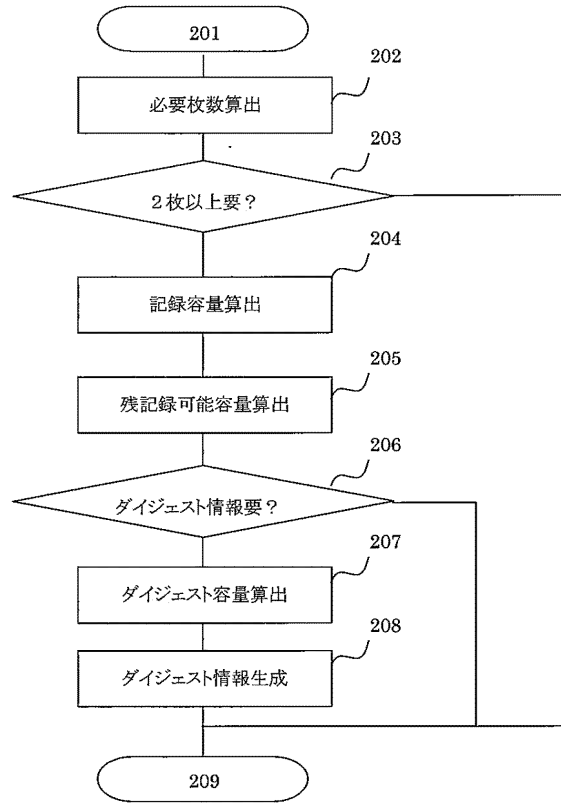 201
202
必要枚数算出
203
2枚以上要？
204
記録容量算出
205
残記録可能容量算出
206
ダイジェスト情報要？
207
ダイジェスト容量算出
208
ダイジェスト情報生成
209